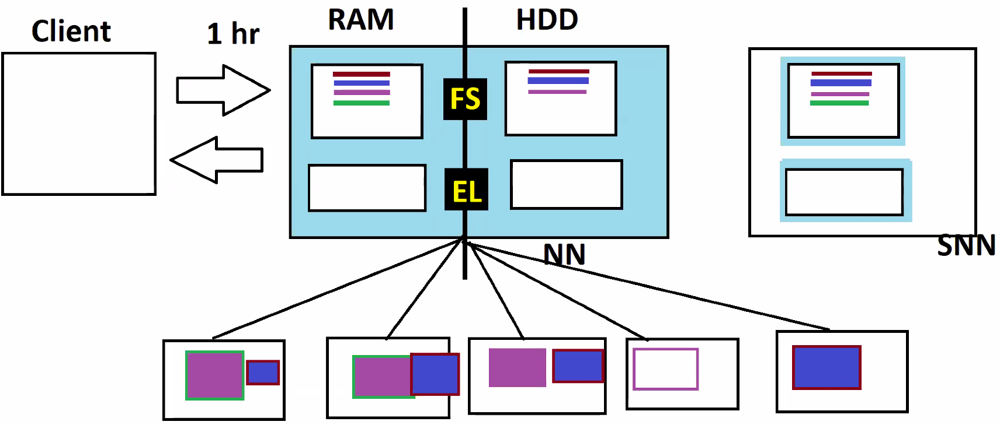 Client
1 hr
RAM
HDD
FS
EL
NN
SNN